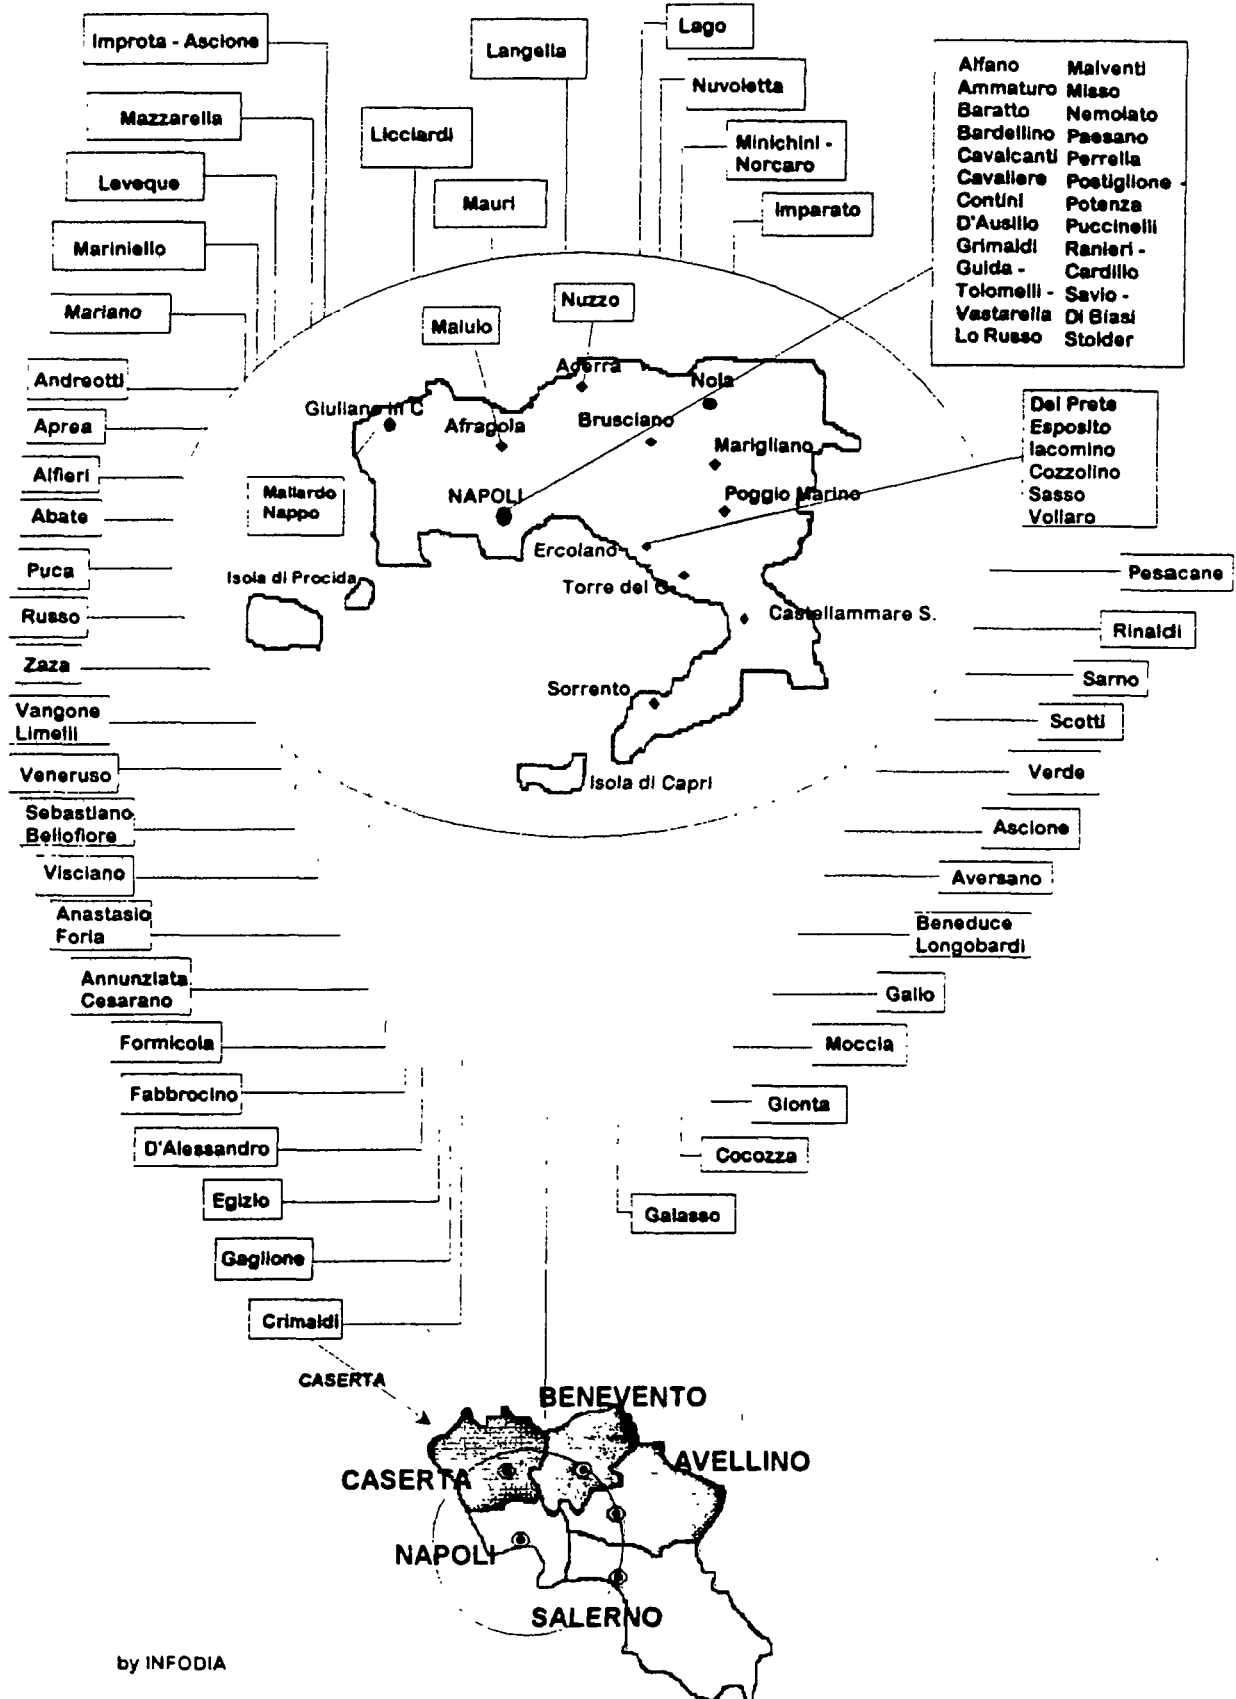 Improta - Ascione
Mazzarella
Leveque
Mariniello
Mariano
Licciardi
Langella
Mauri
Lago
Nuvoletta
Minichini -
Norcaro
Imparato
Alfano
Ammaturo
Baratto
Bardellino
Cavalcanti
Cavaliere
Contini
D'Ausilio
Grimaldi
Guida -
Tolomelli -
Vastarella
Lo Russo
Malventi
Misso
Nemolato
Paesano
Perrella
Postiglione -
Potenza
Puccinelli
Ranieri -
Cardillo
Savio -
Di Biasi
Stolder
Nuzzo
Maiulo
Acerra
Nola
Giuliano in C
Afragola
Brusciano
Marigliano
NAPOLI
Poggio Marino
Mallardo
Nappo
Ercolano
Isola di Procida
Torre del G
Castellammare S.
Sorrento
Isola di Capri
Del Prete
Esposito
Iacomino
Cozzolino
Sasso
Vollaro
Andreotti
Aprea
Alfieri
Abate
Puca
Russo
Zaza
Vangone
Limelli
Veneruso
Sebastiano
Bellofiore
Visciano
Anastasio
Foria
Annunziata
Cesarano
Formicola
Fabbrocino
D'Alessandro
Egizio
Gaglione
Crimaldi
Pesacane
Rinaldi
Sarno
Scotti
Verde
Ascione
Aversano
Beneduce
Longobardi
Gallo
Moccia
Gionta
Cocozza
Galasso
CASERTA
BENEVENTO
AVELLINO
CASERTA
NAPOLI
SALERNO
by INFODIA